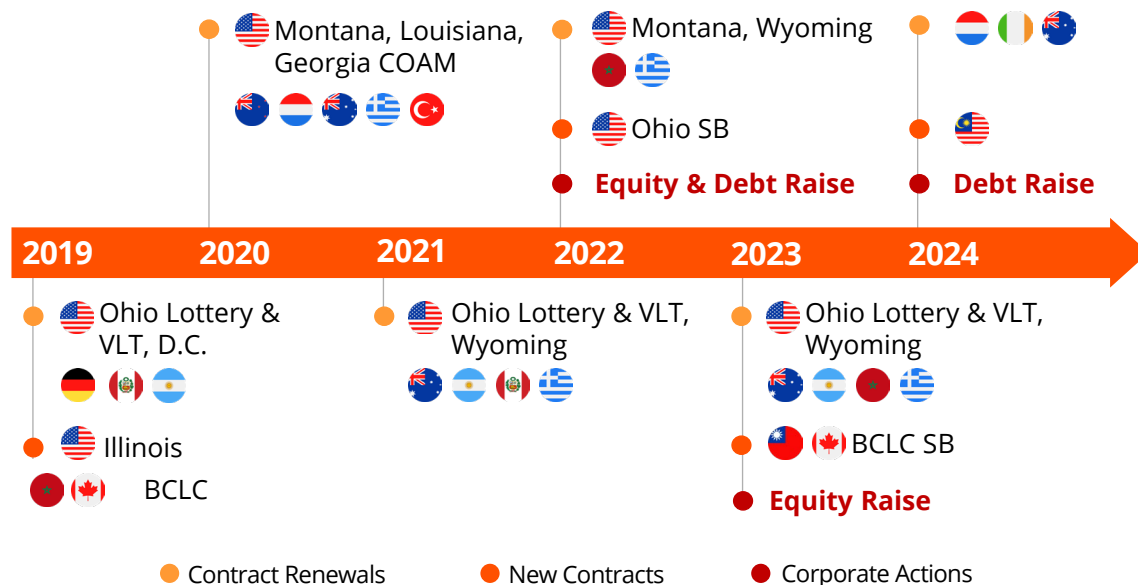 Montana, Louisiana,
Georgia COAM
Montana, Wyoming
Ohio SB
Equity & Debt Raise
Debt Raise
2019
2020
2021
2022
2023
2024
Ohio Lottery &
VLT, D.C.
Illinois
BCLC
Ohio Lottery & VLT,
Wyoming
Ohio Lottery & VLT,
Wyoming
BCLC SB
Equity Raise
Contract Renewals
New Contracts
Corporate Actions